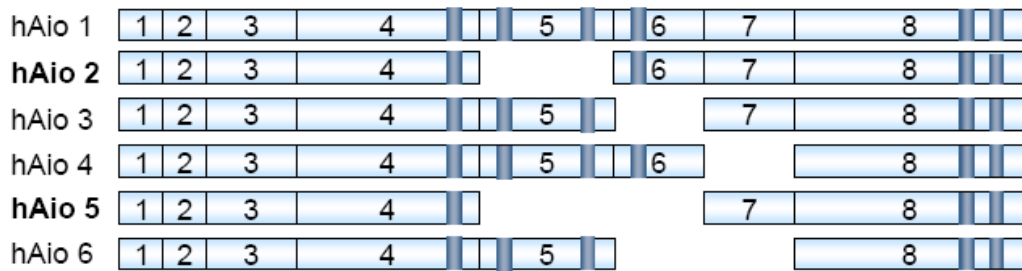 hAio 1 1 2 3 4 5 6 7 8
hAio 2 1 2 3 4 6 7 8
hAio 3 1 2 3 4 5 7 8
hAio 4 1 2 3 4 5 6 8
hAio 5 1 2 3 4 7 8
hAio 6 1 2 3 4 5 8